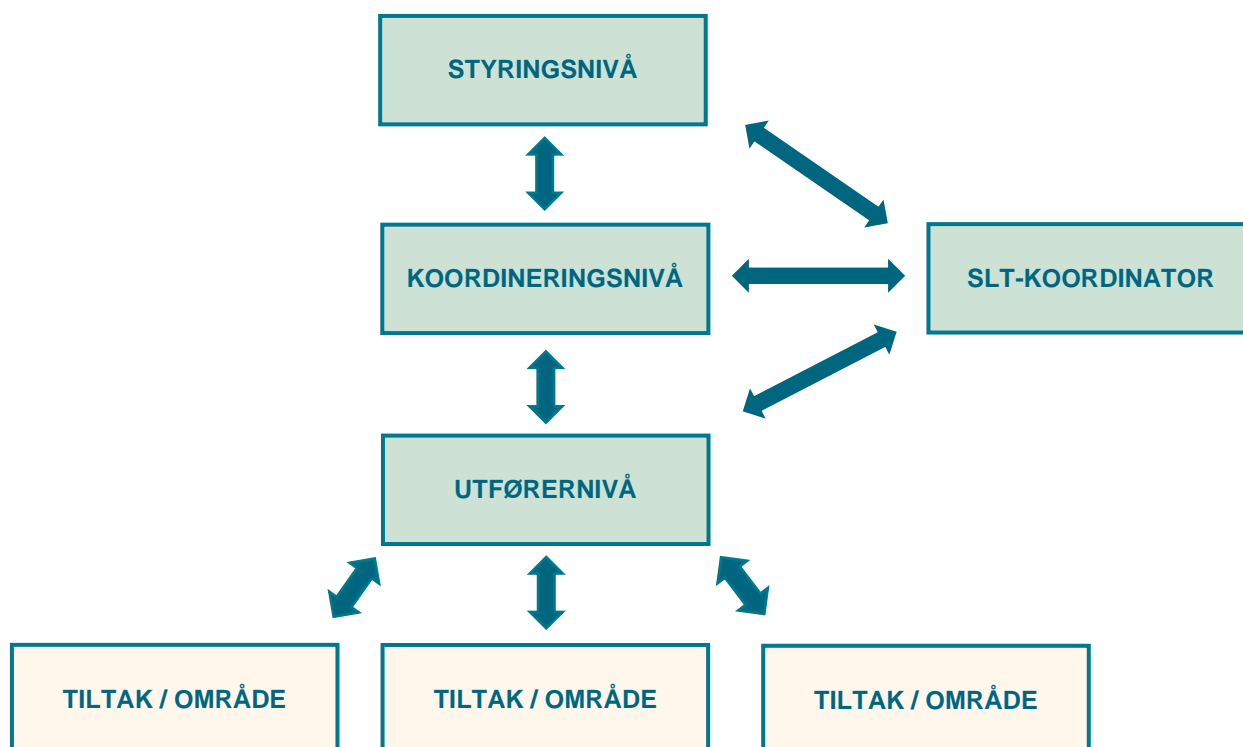 STYRINGSNIVÅ
KOORDINERINGSNIVÅ
SLT-KOORDINATOR
UTFØRERNIVÅ
TILTAK / OMRÅDE
TILTAK / OMRÅDE
TILTAK / OMRÅDE